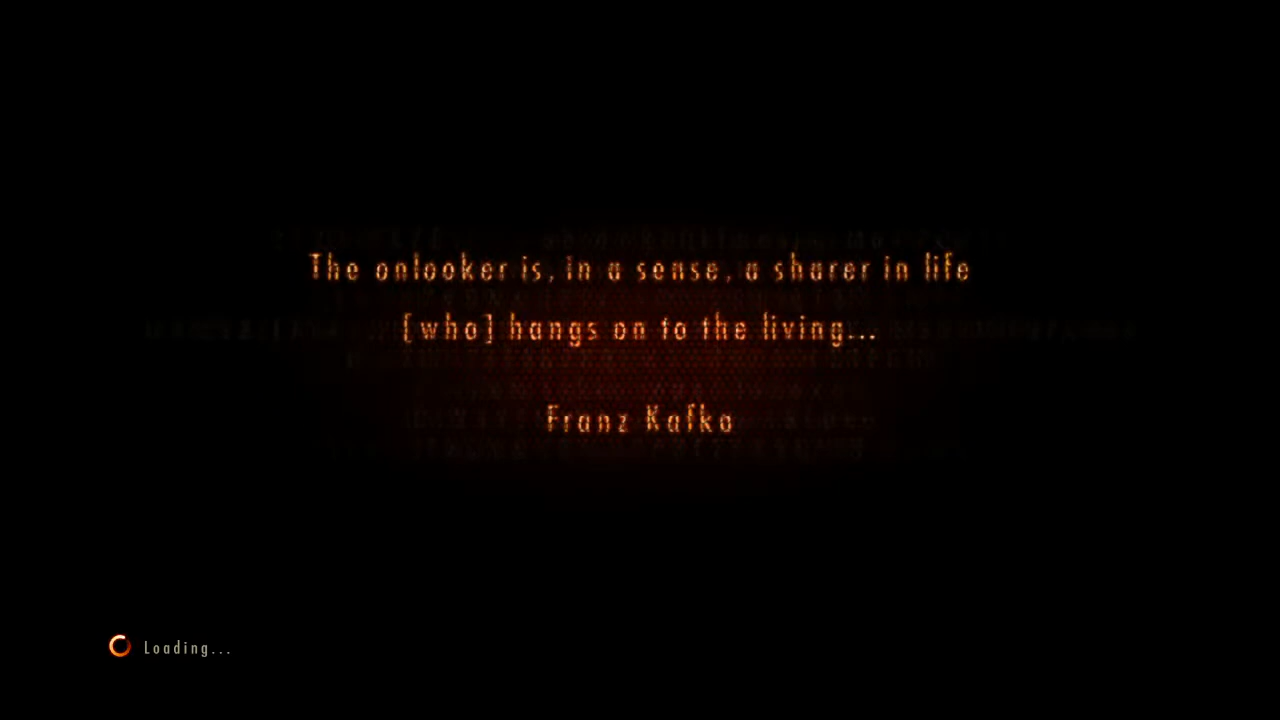 The onlooker is, in a sense, a sharer in life
[who] hangs on to the living...
Franz Kafka
Loading...